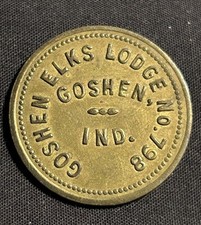 GOSHEN ELKS LODGE NO. 798
GOSHEN,
IND.